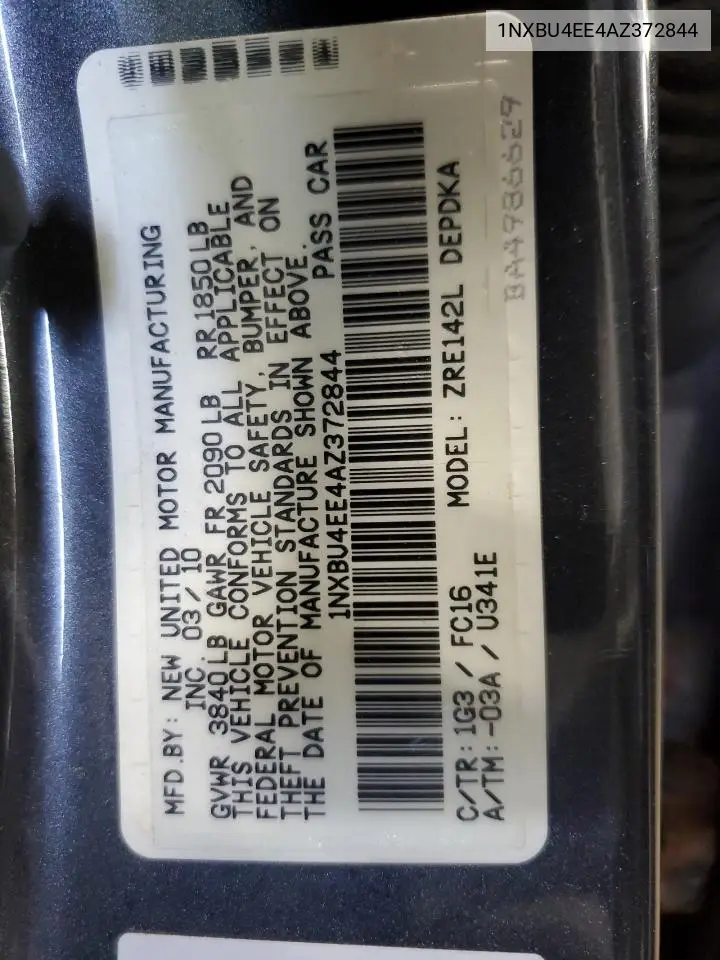 1NXBU4EE4AZ372844
MFD.BY: NEW UNITED MOTOR MANUFACTURING
INC. 03/10
GVWR 3840LB GAWR FR 2090LB RR 1850LB
THIS VEHICLE CONFORMS TO ALL APPLICABLE
FEDERAL MOTOR VEHICLE SAFETY, BUMPER, AND
THEFT PREVENTION STANDARDS IN EFFECT ON
THE DATE OF MANUFACTURE SHOWN ABOVE.
1NXBU4EE4AZ372844 PASS CAR
C/TR: 1G3 / FC16 MODEL: ZRE142L DEPDKA
A/TM: -03A / U341E
BA49866629